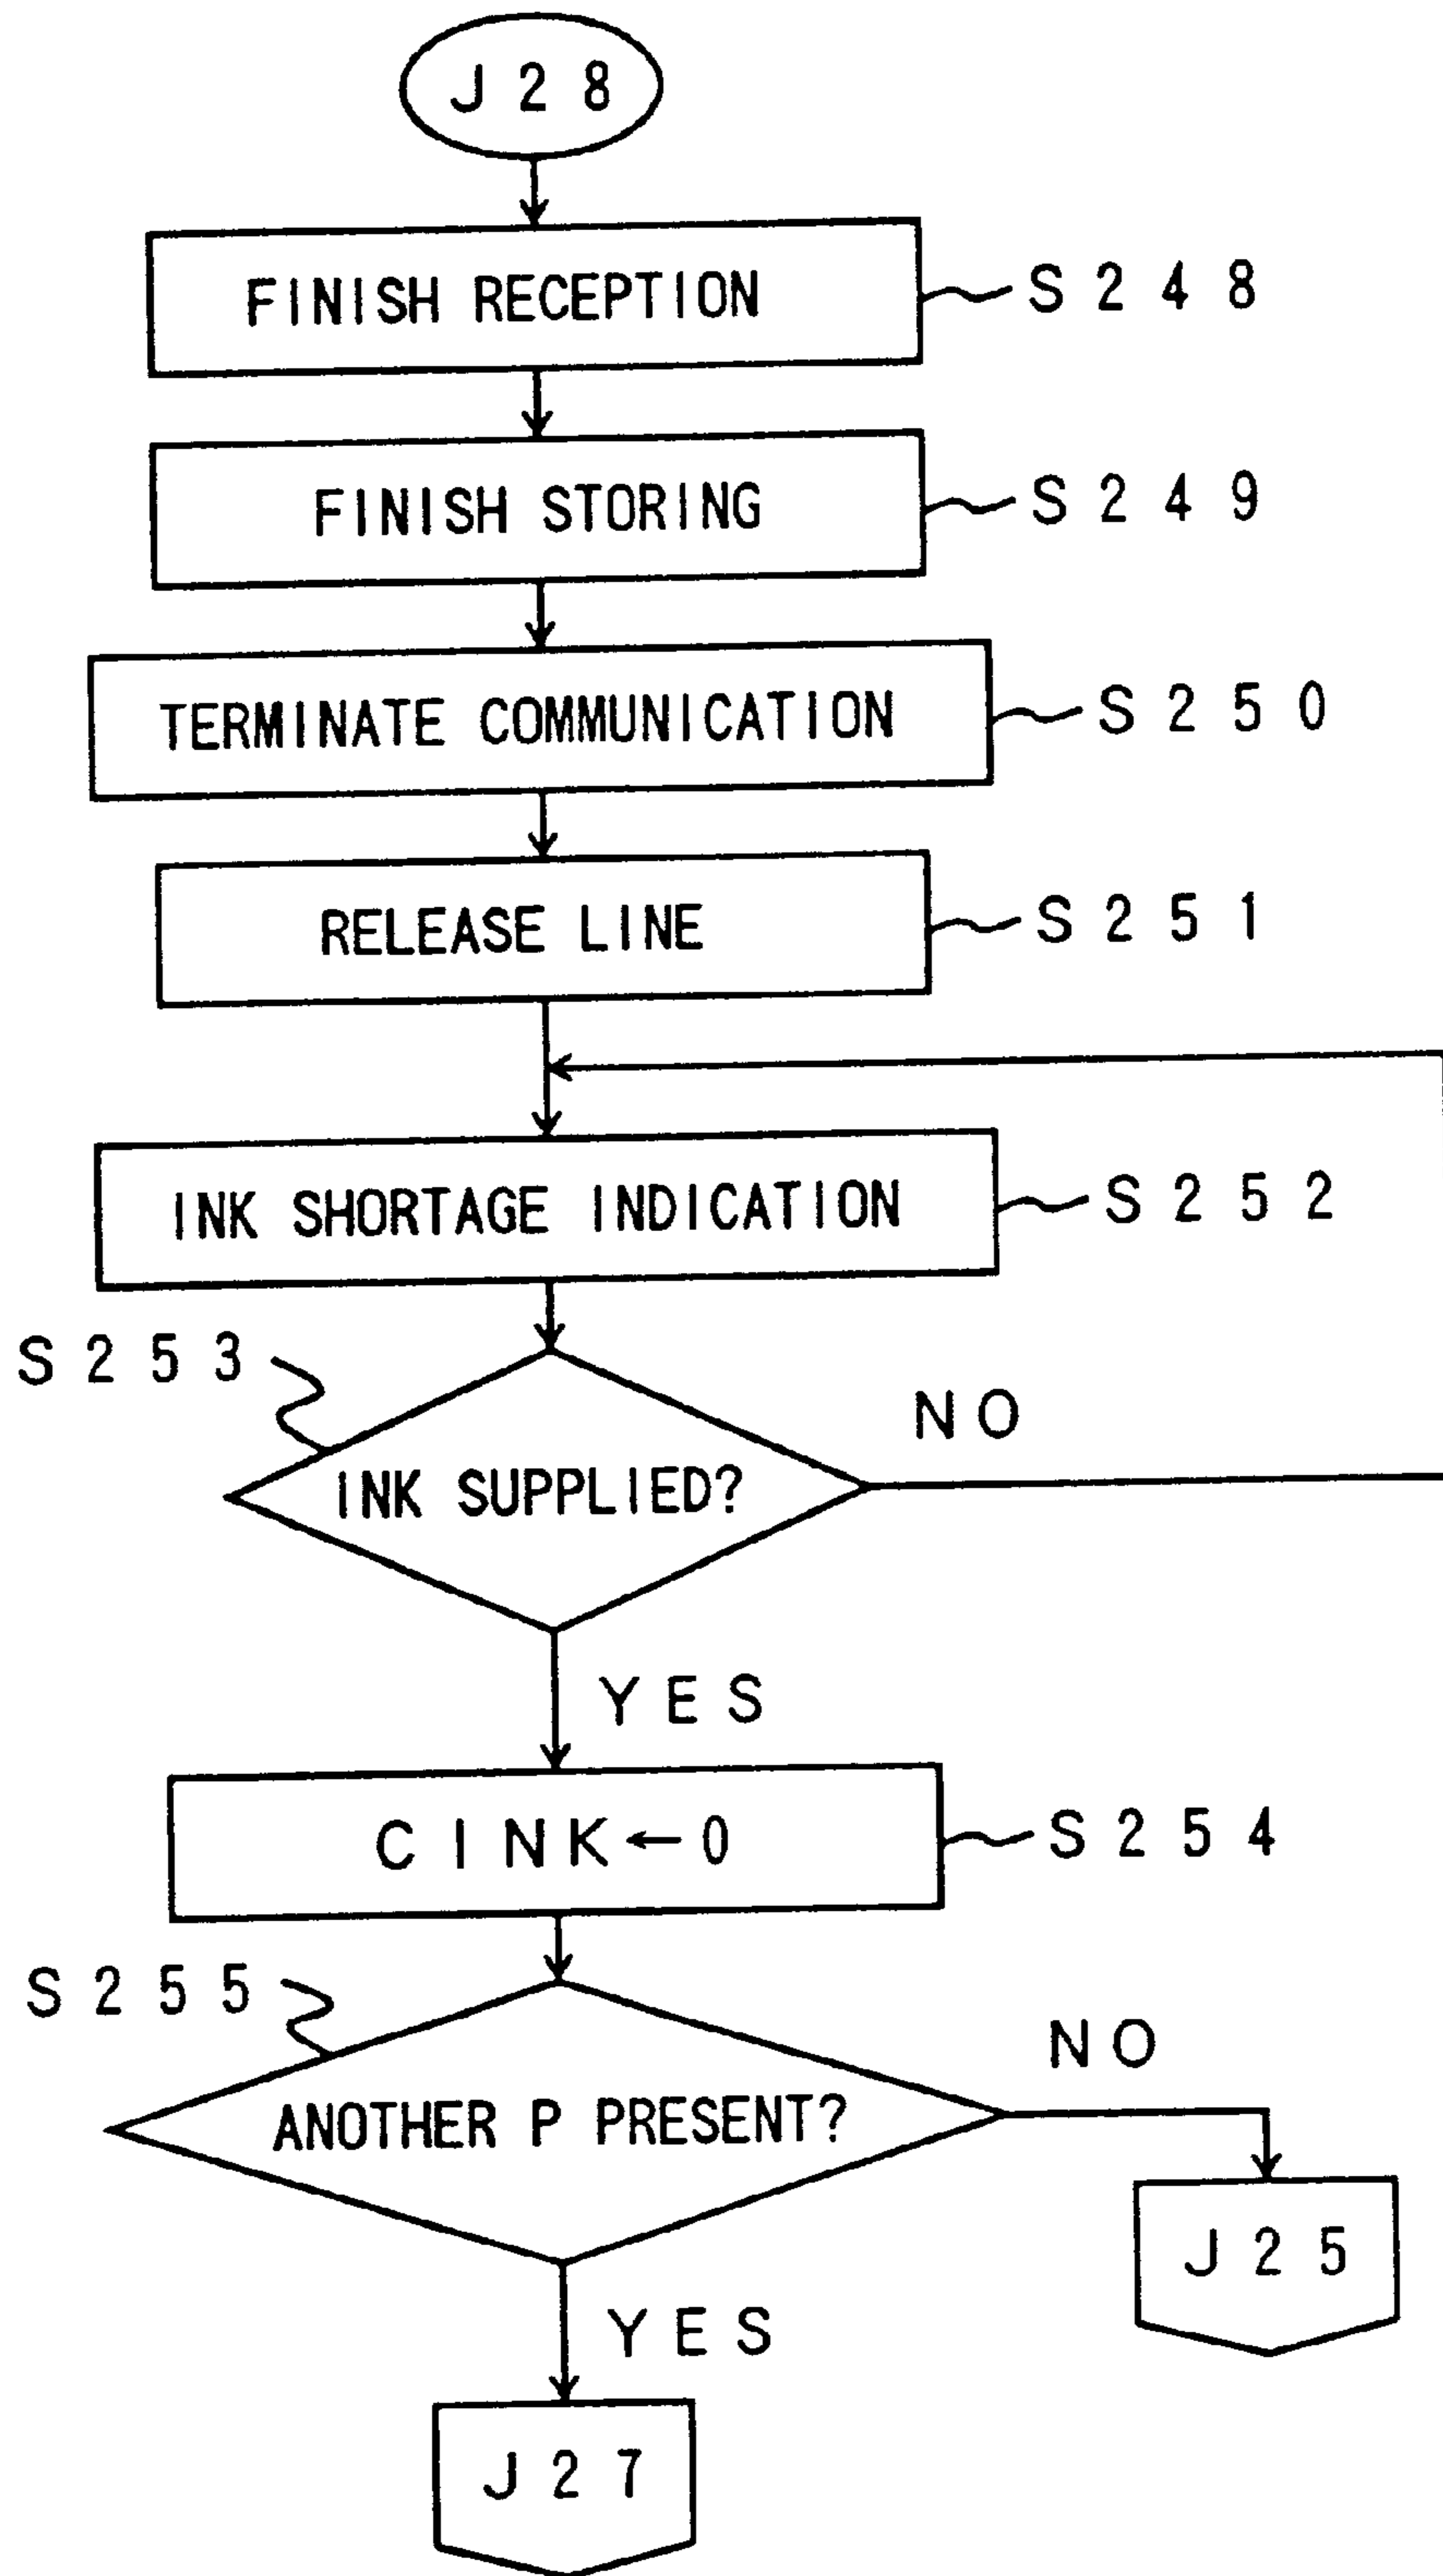 J28
FINISH RECEPTION
S248
FINISH STORING
S249
TERMINATE COMMUNICATION
S250
RELEASE LINE
S251
INK SHORTAGE INDICATION
S252
S253
INK SUPPLIED?
NO
YES
CINK←0
S254
S255
ANOTHER P PRESENT?
NO
J25
YES
J27